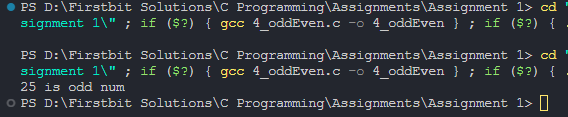 PS D:\Firstbit Solutions\C Programming\Assignments\Assignment 1> cd "
signment 1\" ; if ($?) { gcc 4_oddEven.c -o 4_oddEven } ; if ($?) { .
PS D:\Firstbit Solutions\C Programming\Assignments\Assignment 1> cd "
signment 1\" ; if ($?) { gcc 4_oddEven.c -o 4_oddEven } ; if ($?) { .
25 is odd num
PS D:\Firstbit Solutions\C Programming\Assignments\Assignment 1>